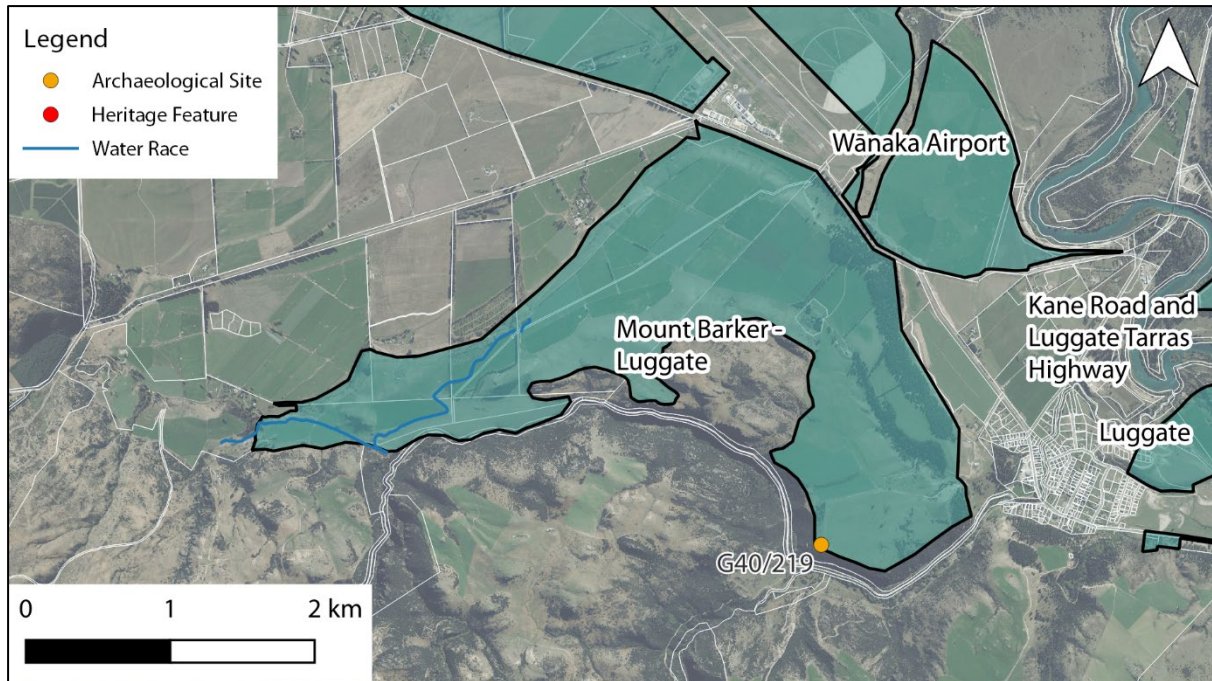 Legend
Archaeological Site
Heritage Feature
Water Race
Wānaka Airport
Mount Barker -
Luggate
Kane Road and
Luggate Tarras
Highway
Luggate
G40/219
0 1 2 km